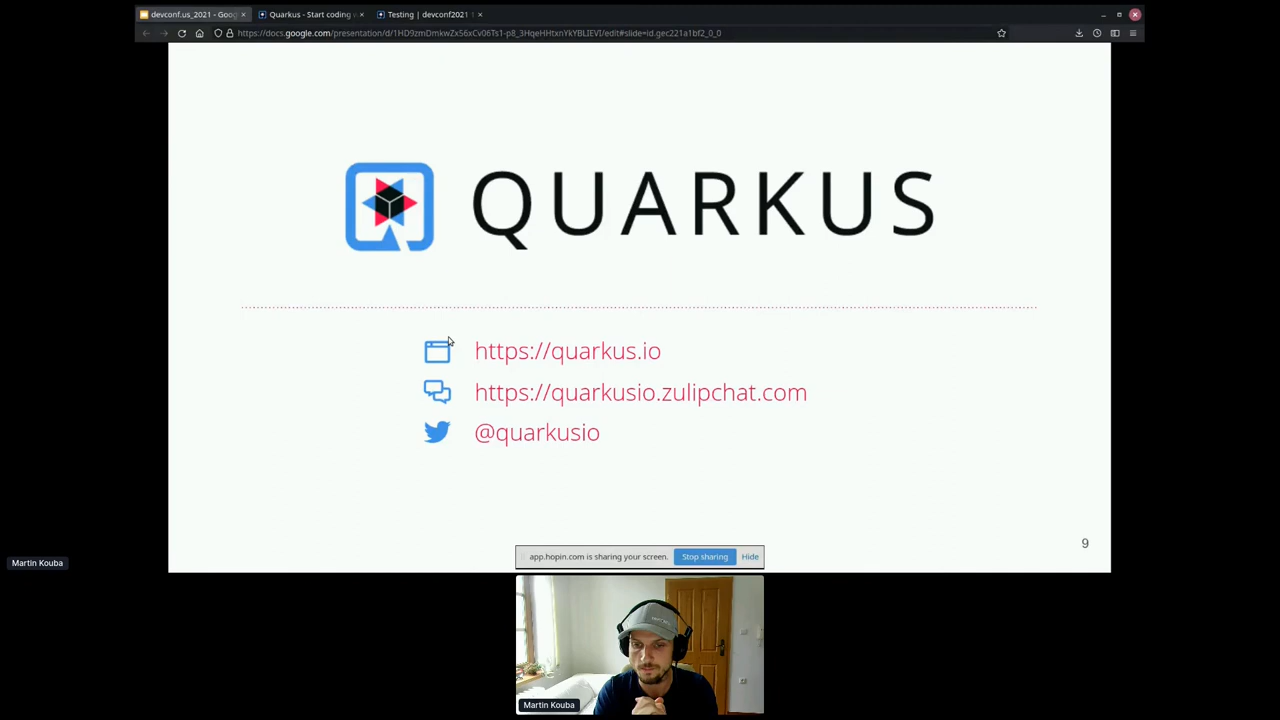 devconf.us_2021 - Goog
Quarkus - Start coding w
Testing | devconf2021
QUARKUS
https://quarkus.io
https://quarkusio.zulipchat.com
@quarkusio
9
app.hopin.com is sharing your screen.
Stop sharing
Hide
Martin Kouba
Martin Kouba